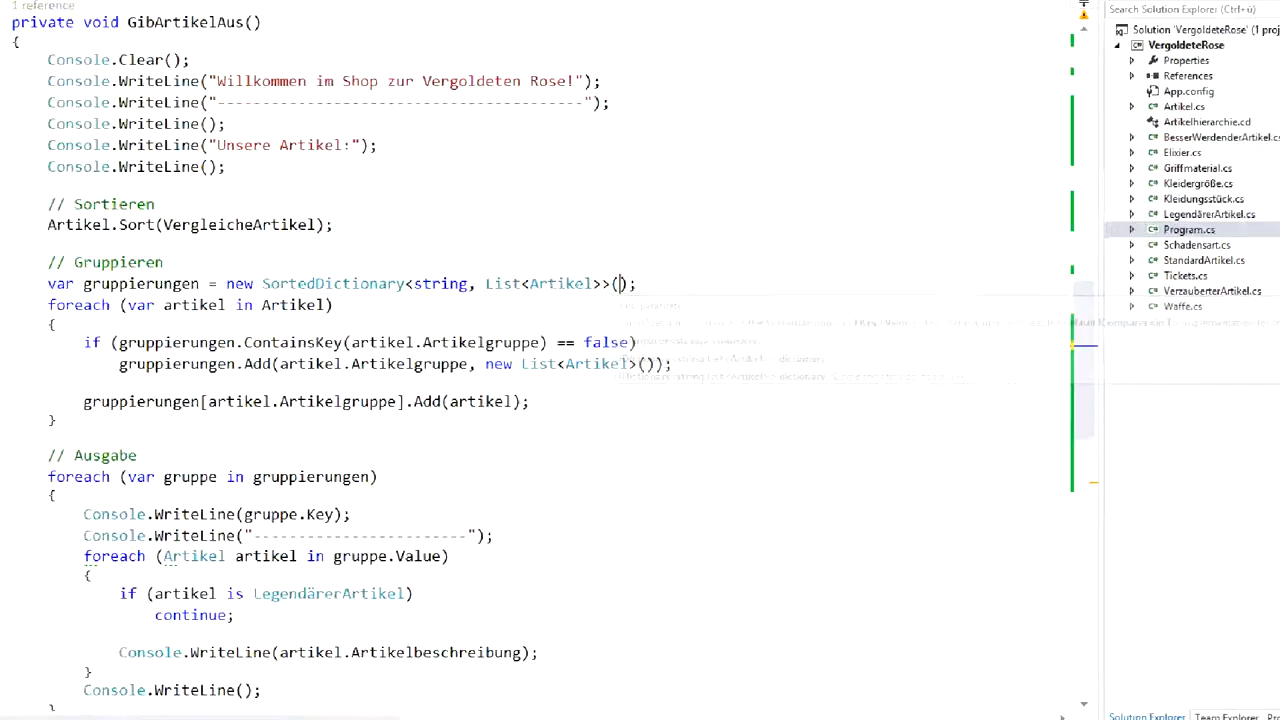 1 reference
private void GibArtikelAus()
{
Console.Clear();
Console.WriteLine("Willkommen im Shop zur Vergoldeten Rose!");
Console.WriteLine("-----------------------------------------");
Console.WriteLine();
Console.WriteLine("Unsere Artikel:");
Console.WriteLine();
// Sortieren
Artikel.Sort(VergleicheArtikel);
// Gruppieren
var gruppierungen = new SortedDictionary<string, List<Artikel>>();
foreach (var artikel in Artikel)
{
if (gruppierungen.ContainsKey(artikel.Artikelgruppe) == false)
gruppierungen.Add(artikel.Artikelgruppe, new List<Artikel>());
gruppierungen[artikel.Artikelgruppe].Add(artikel);
}
// Ausgabe
foreach (var gruppe in gruppierungen)
{
Console.WriteLine(gruppe.Key);
Console.WriteLine("------------------------");
foreach (Artikel artikel in gruppe.Value)
{
if (artikel is LegendärerArtikel)
continue;
Console.WriteLine(artikel.Artikelbeschreibung);
}
Console.WriteLine();
}
Search Solution Explorer (Ctrl+ü)
Solution 'VergoldeteRose' (1 proj
VergoldeteRose
Properties
References
App.config
Artikel.cs
Artikelhierarchie.cd
BesserWerdenderArtikel.cs
Elixier.cs
Griffmaterial.cs
Kleidergröße.cs
Kleidungsstück.cs
LegendärerArtikel.cs
Program.cs
Schadensart.cs
StandardArtikel.cs
Tickets.cs
VerzauberterArtikel.cs
Waffe.cs
Solution Explorer Team Explorer Pro